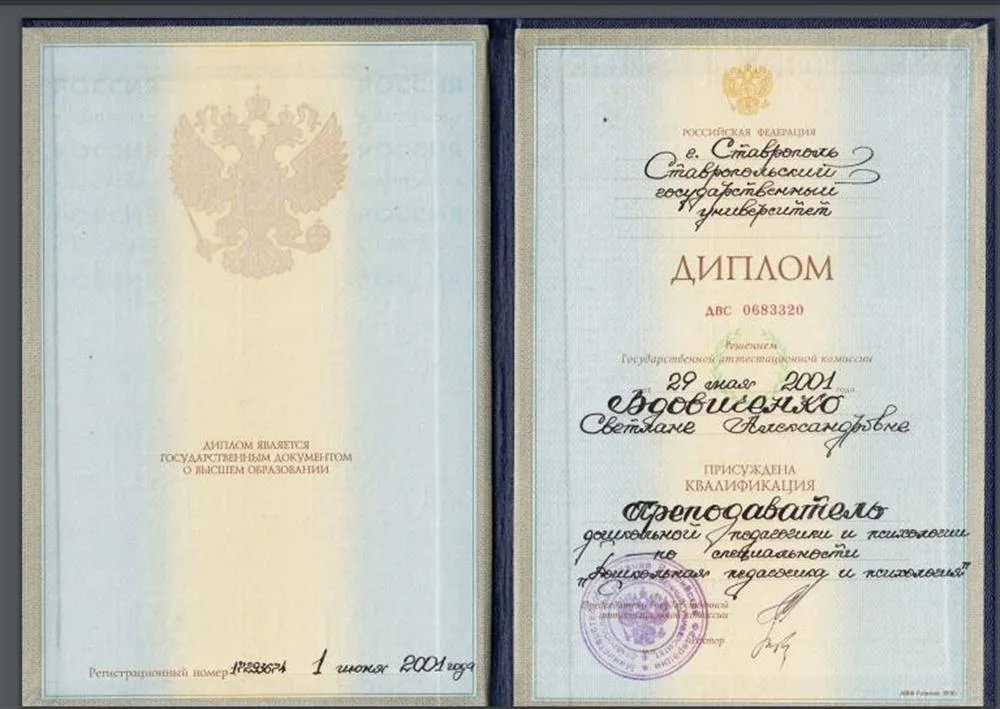 ДИПЛОМ ЯВЛЯЕТСЯ
ГОСУДАРСТВЕННЫМ ДОКУМЕНТОМ
О ВЫСШЕМ ОБРАЗОВАНИИ
Регистрационный номер 1 июня 2001 года
РОССИЙСКАЯ ФЕДЕРАЦИЯ
г. Ставрополь
Ставропольский
государственный
университет
ДИПЛОМ
ДВС 0683320
Решением
Государственной аттестационной комиссии
от 29 мая 2001 года
Вдовиченко
Светлане Александровне
ПРИСУЖДЕНА
КВАЛИФИКАЦИЯ
преподаватель
дошкольной педагогики и психологии
по специальности
"Дошкольная педагогика и психология"
Председатель Государственной
аттестационной комиссии
Ректор